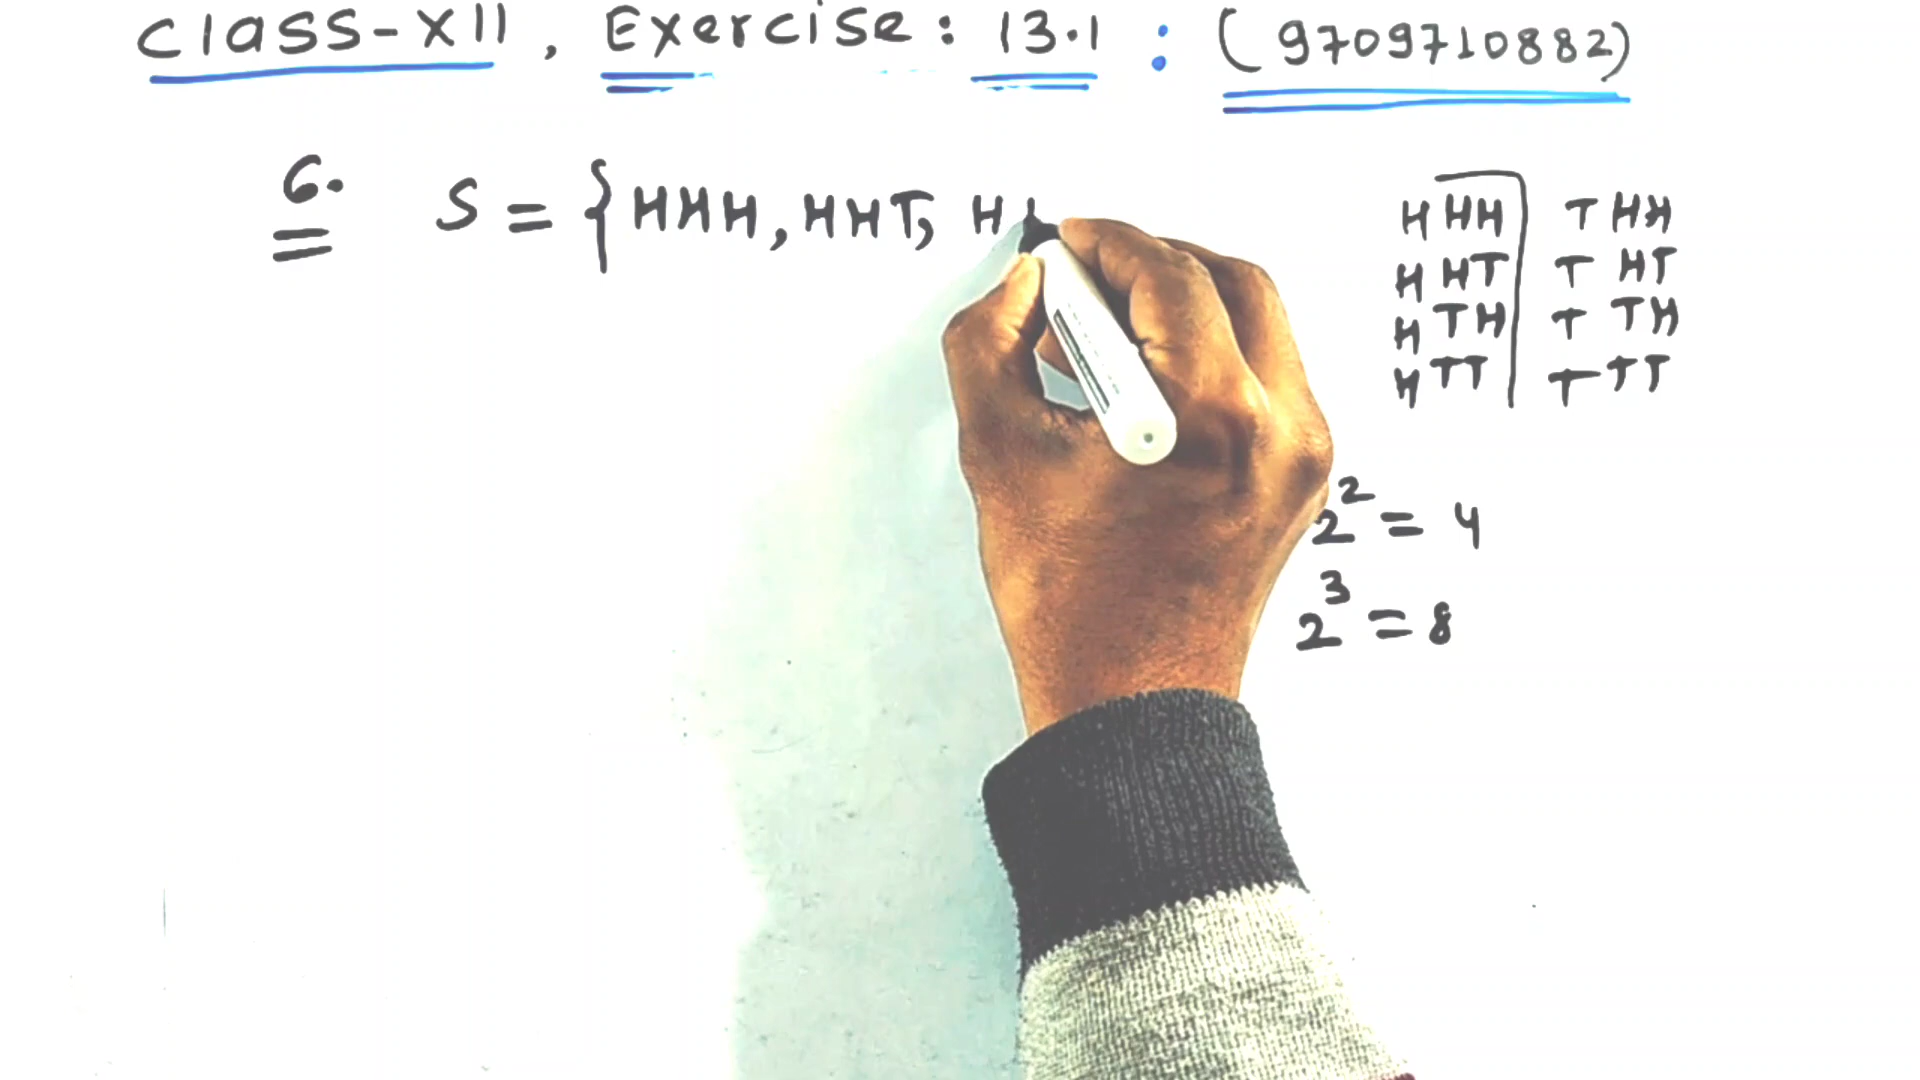 Class-XII, Exercise: 13.1 : (9709710882)
6. S = {HHH, HHT, H
HHH THH
HHT THT
HTH TTH
HTT TTT
2² = 4
2³ = 8